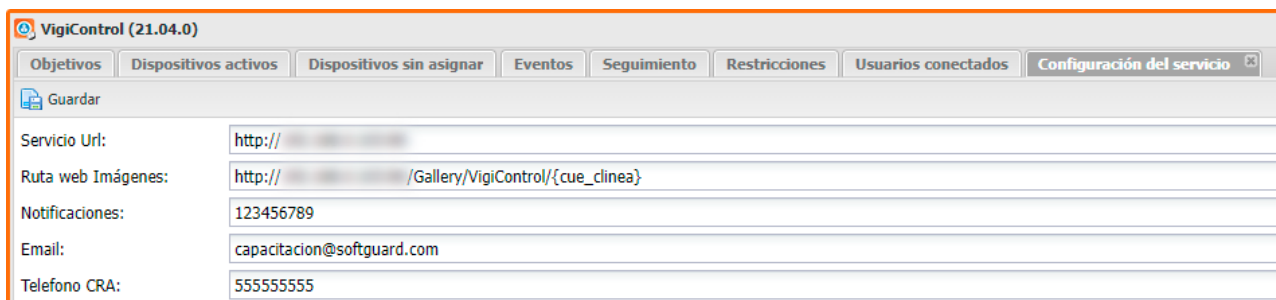 VigiControl (21.04.0)
Objetivos Dispositivos activos Dispositivos sin asignar Eventos Seguimiento Restricciones Usuarios conectados Configuración del servicio
Guardar
Servicio Url: http://
Ruta web Imágenes: http:// /Gallery/VigiControl/{cue_clinea}
Notificaciones: 123456789
Email: capacitacion@softguard.com
Telefono CRA: 555555555